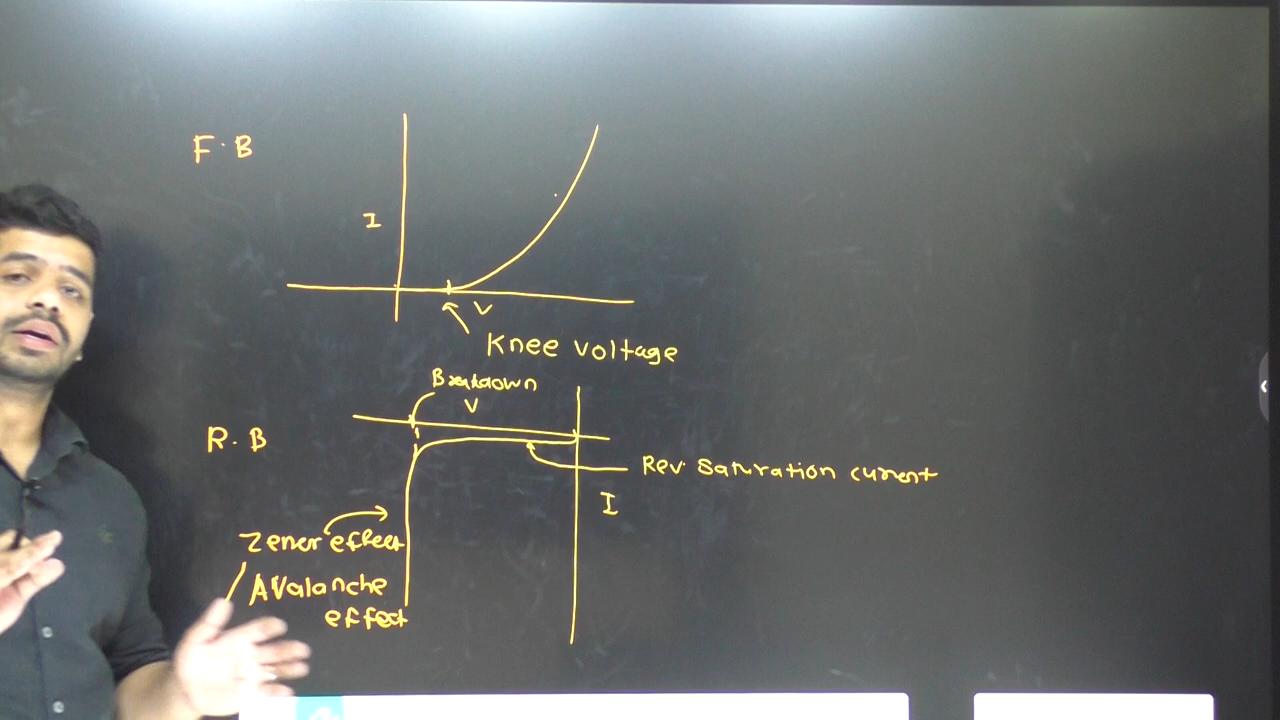 F.B
I
V
Knee voltage
Breakdown
V
R.B
Rev. Saturation current
I
Zener effect
/ Avalanche
effect